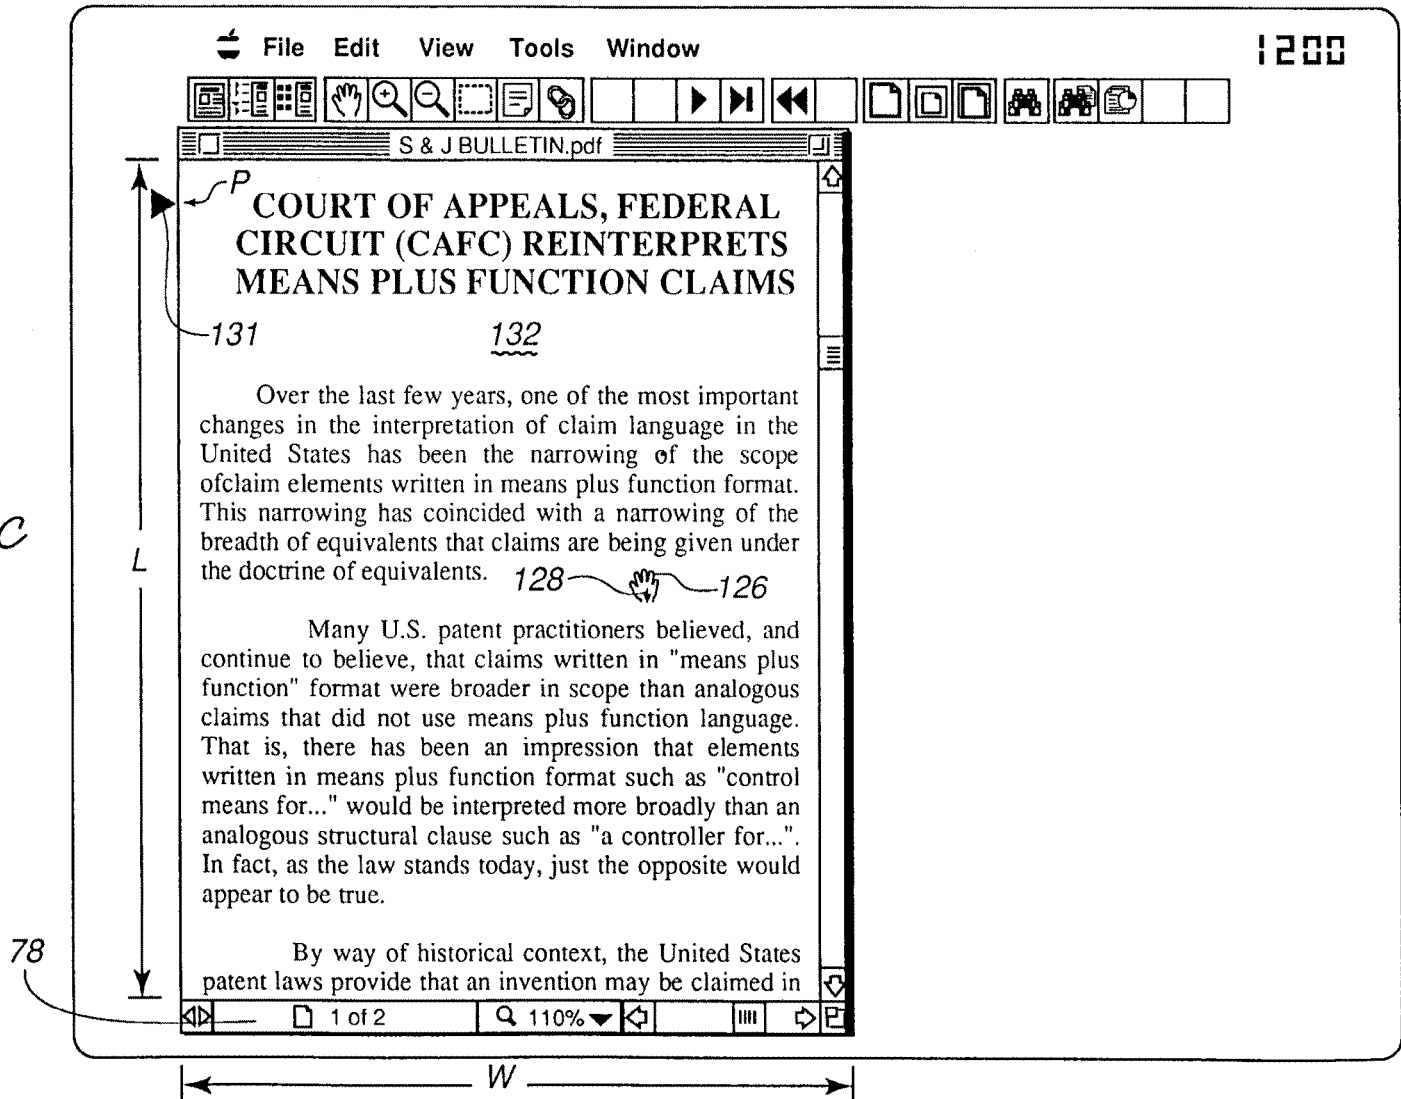 File Edit View Tools Window 1200
S & J BULLETIN.pdf
P
COURT OF APPEALS, FEDERAL
CIRCUIT (CAFC) REINTERPRETS
MEANS PLUS FUNCTION CLAIMS
131 132
Over the last few years, one of the most important
changes in the interpretation of claim language in the
United States has been the narrowing of the scope
ofclaim elements written in means plus function format.
This narrowing has coincided with a narrowing of the
breadth of equivalents that claims are being given under
the doctrine of equivalents.
C
L
128 126
Many U.S. patent practitioners believed, and
continue to believe, that claims written in "means plus
function" format were broader in scope than analogous
claims that did not use means plus function language.
That is, there has been an impression that elements
written in means plus function format such as "control
means for..." would be interpreted more broadly than an
analogous structural clause such as "a controller for...".
In fact, as the law stands today, just the opposite would
appear to be true.
78
By way of historical context, the United States
patent laws provide that an invention may be claimed in
1 of 2 110%
W